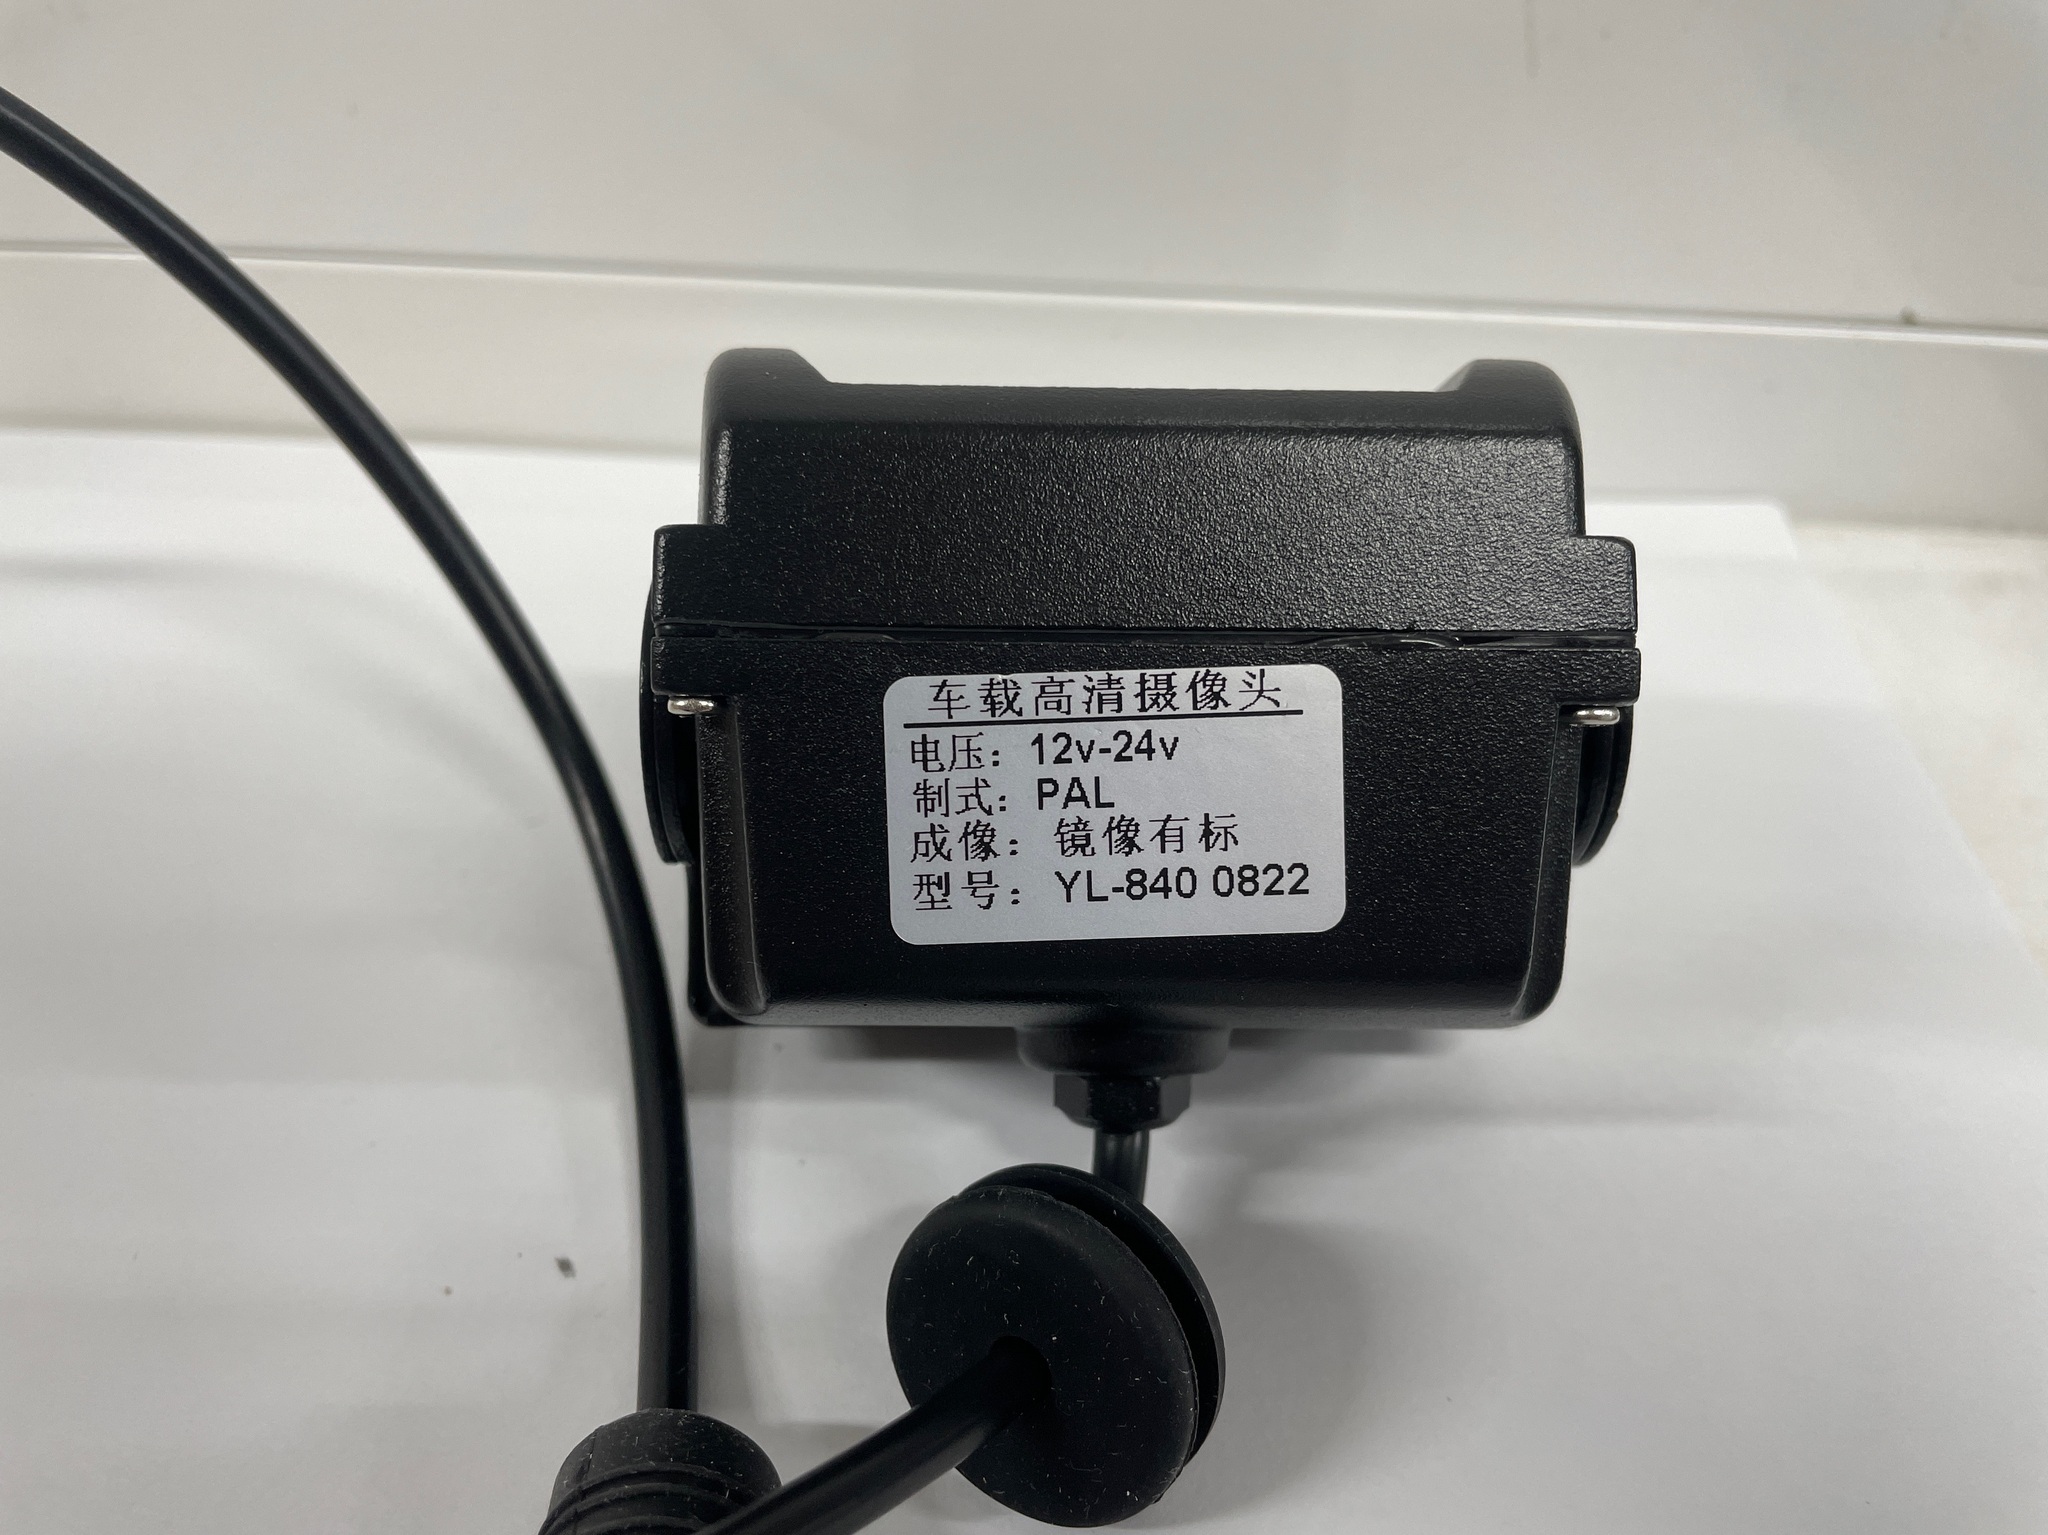 车载高清摄像头
电压：12v-24v
制式：PAL
成像：镜像有标
型号：YL-840 0822